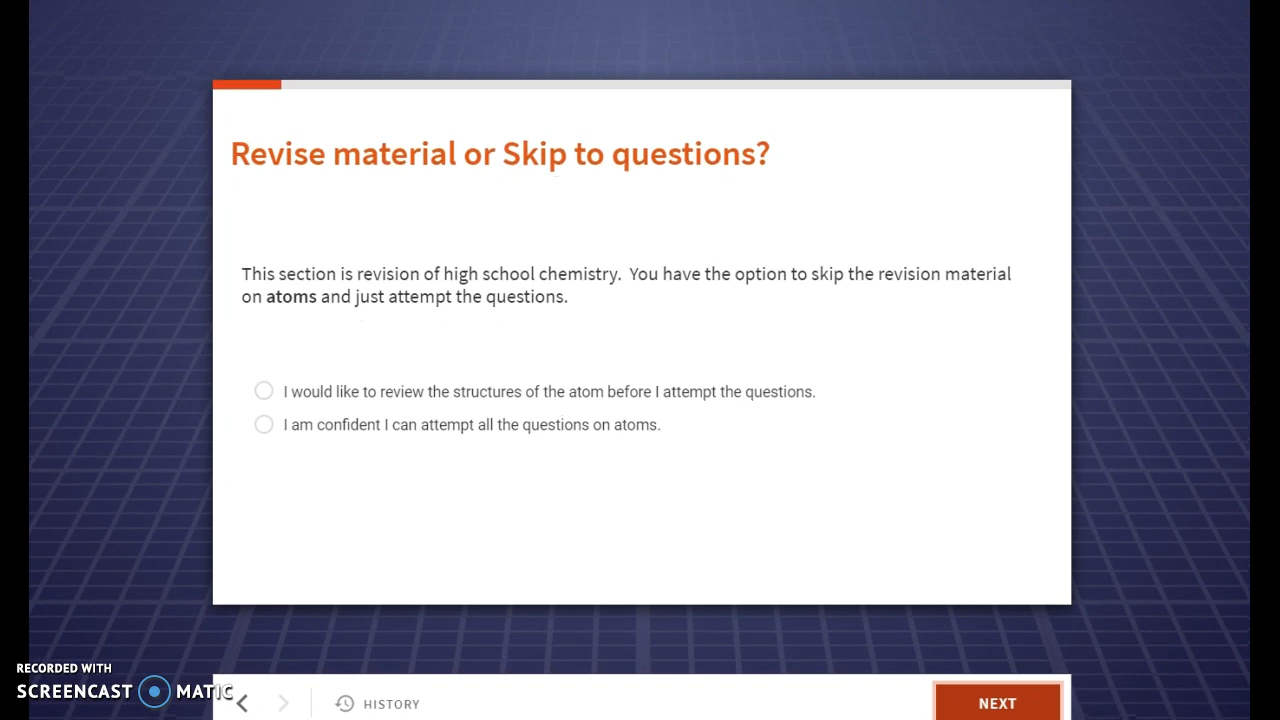 Revise material or Skip to questions?
This section is revision of high school chemistry. You have the option to skip the revision material
on atoms and just attempt the questions.
I would like to review the structures of the atom before I attempt the questions.
I am confident I can attempt all the questions on atoms.
RECORDED WITH
SCREENCAST MATIC
HISTORY
NEXT